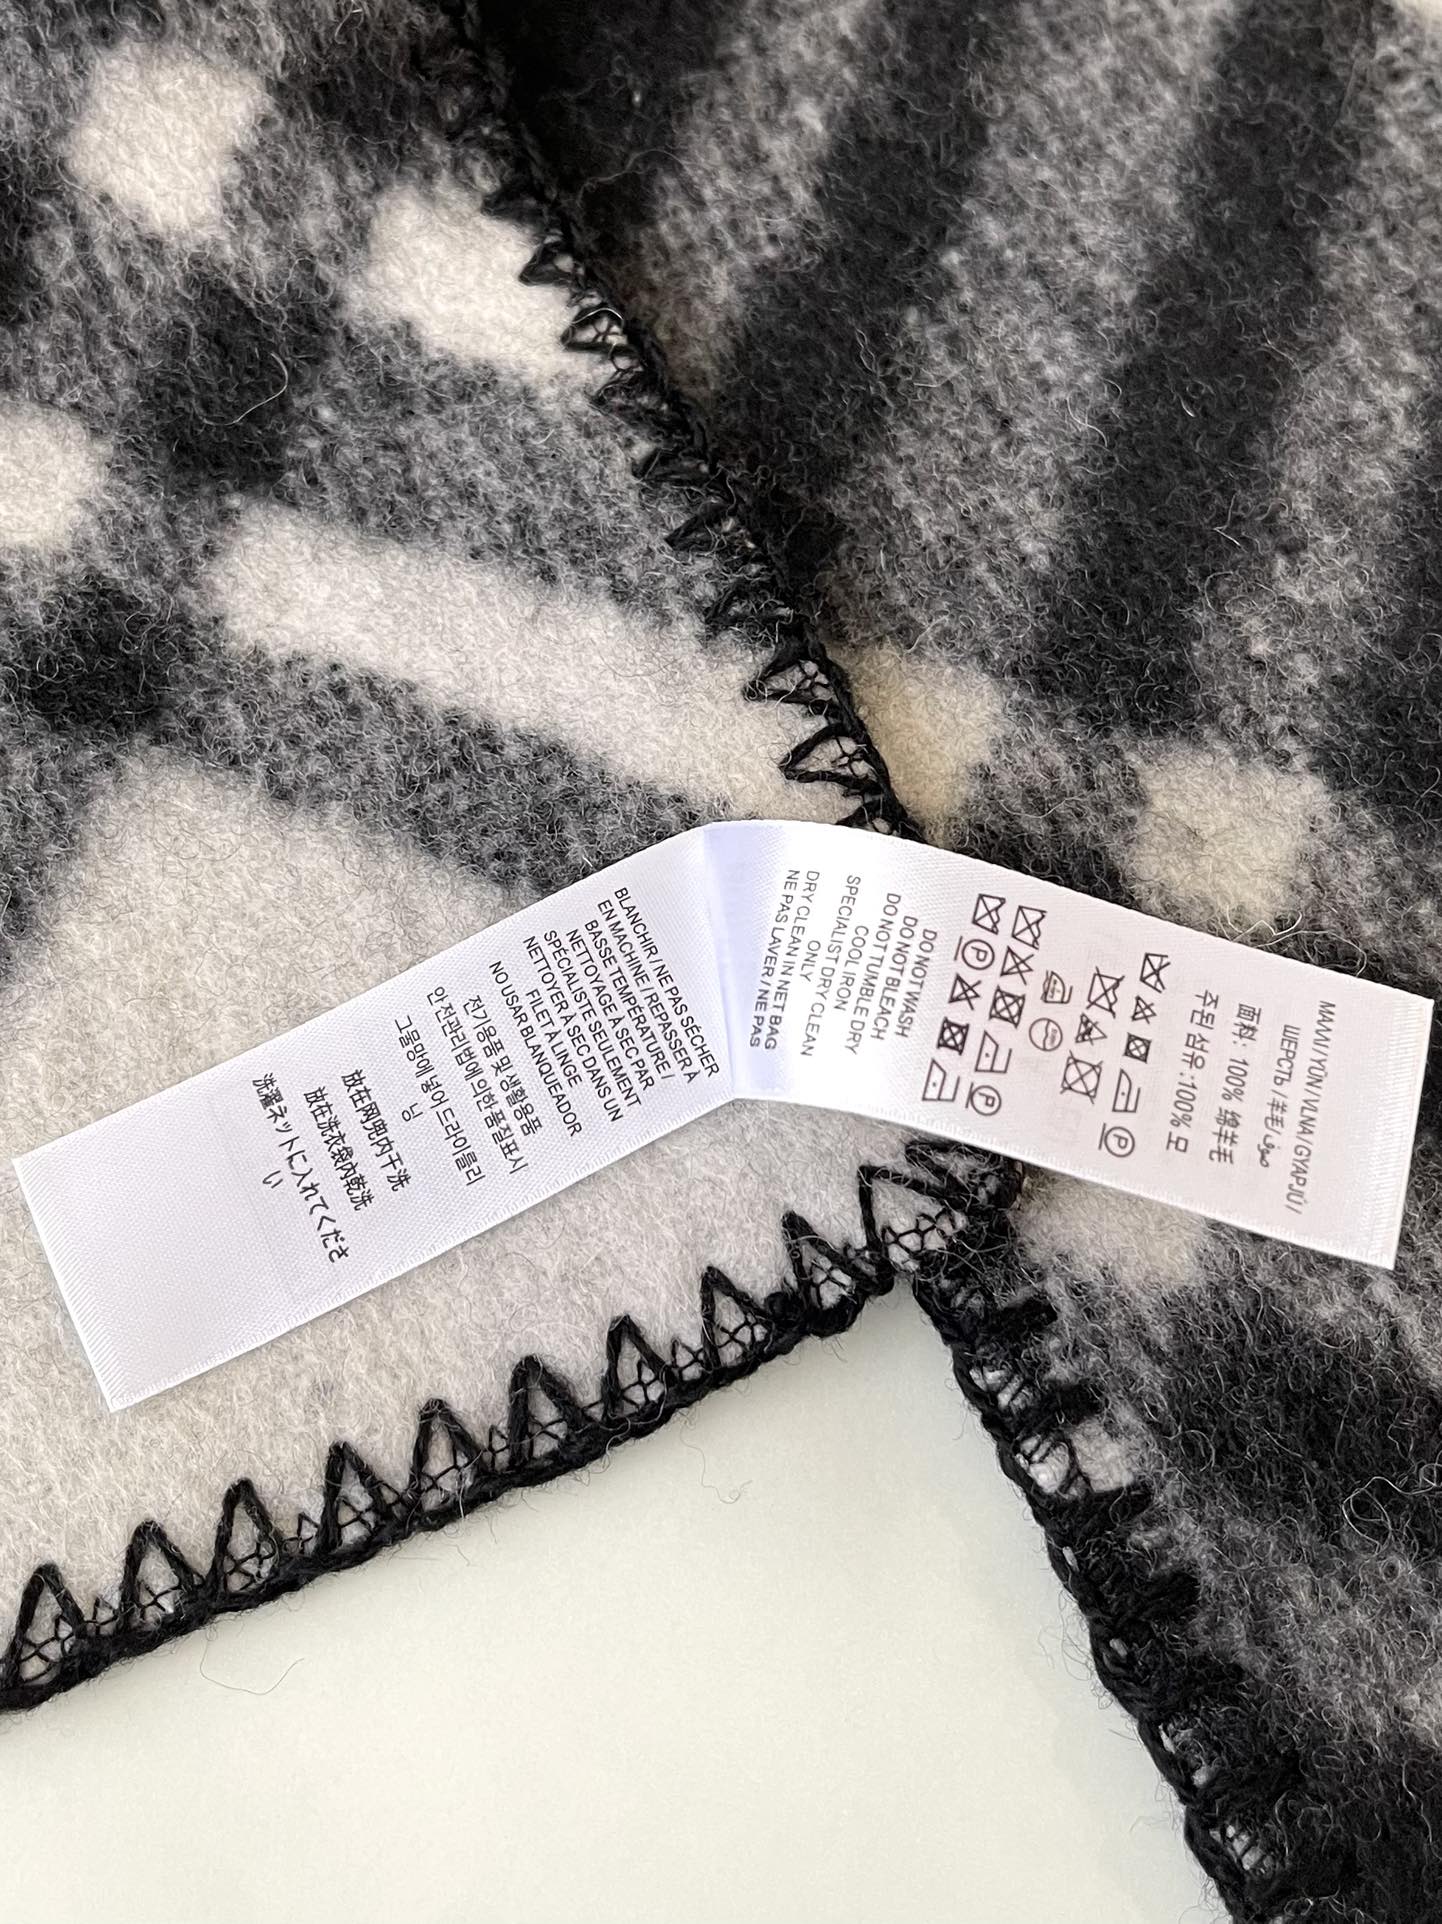 ΜΑΛΛΙ / YÜN / VLNA / GYAPJÚ /
ШЕРСТЬ / 羊毛 / صوف
面料: 100% 绵羊毛
주된 섬유:100% 모
DO NOT WASH
DO NOT BLEACH
DO NOT TUMBLE DRY
COOL IRON
SPECIALIST DRY CLEAN
ONLY
DRY CLEAN IN NET BAG
NE PAS LAVER / NE PAS
BLANCHIR / NE PAS SÉCHER
EN MACHINE / REPASSER À
BASSE TEMPÉRATURE /
NETTOYAGE À SEC PAR
SPÉCIALISTE SEULEMENT
NETTOYER À SEC DANS UN
FILET À LINGE
NO USAR BLANQUEADOR
전기용품 및 생활용품
안전관리법에 의한 품질표시
그물망에 넣어 드라이클리
닝
放在网兜内干洗
放在洗衣袋內乾洗
洗濯ネットに入れてくださ
い